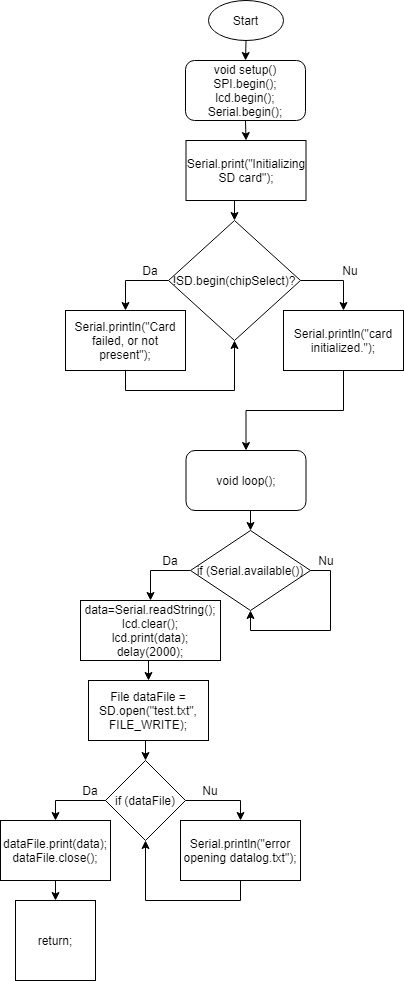 Start
void setup()
SPI.begin();
lcd.begin();
Serial.begin();
Serial.print("Initializing
SD card");
!SD.begin(chipSelect)?
Da
Nu
Serial.println("Card
failed, or not
present");
Serial.println("card
initialized.");
void loop();
if (Serial.available())
Da
Nu
data=Serial.readString();
lcd.clear();
lcd.print(data);
delay(2000);
File dataFile =
SD.open("test.txt",
FILE_WRITE);
if (dataFile)
Da
Nu
dataFile.print(data);
dataFile.close();
Serial.println("error
opening datalog.txt");
return;